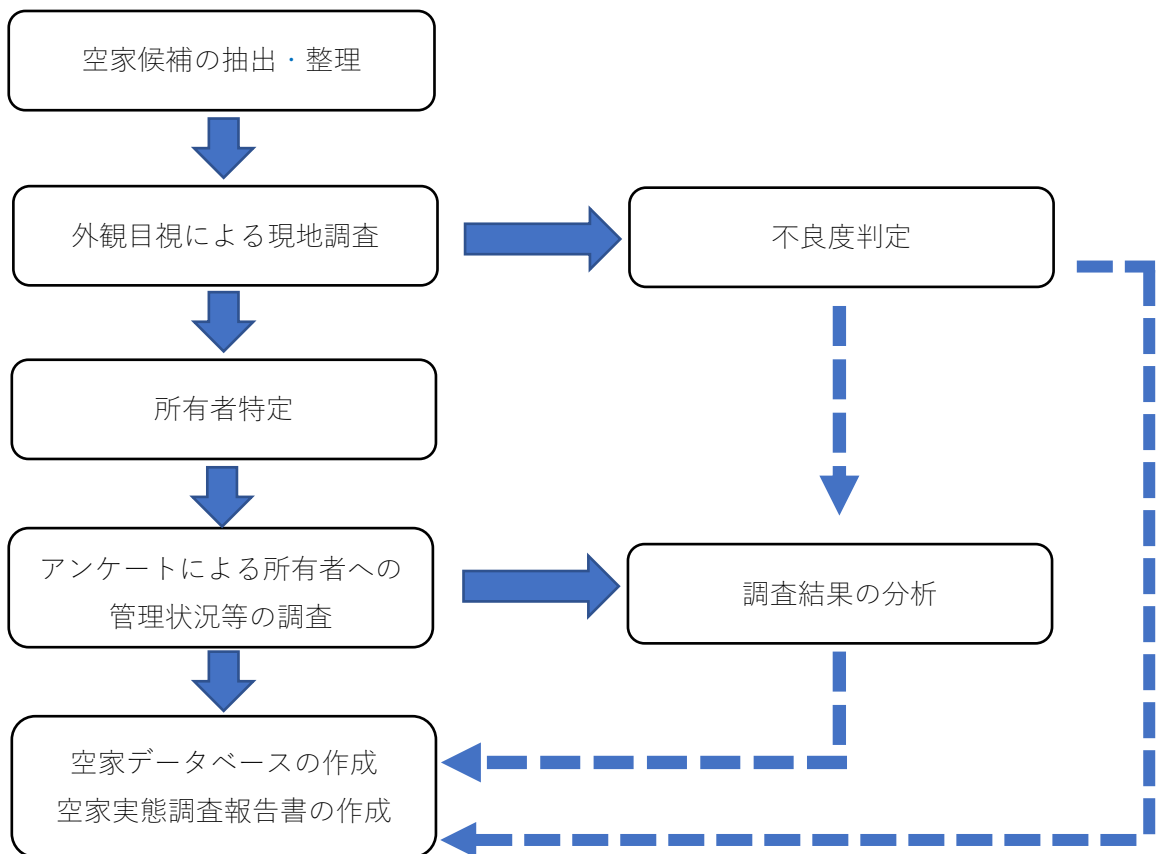 空家候補の抽出・整理
外観目視による現地調査
不良度判定
所有者特定
アンケートによる所有者への
管理状況等の調査
調査結果の分析
空家データベースの作成
空家実態調査報告書の作成